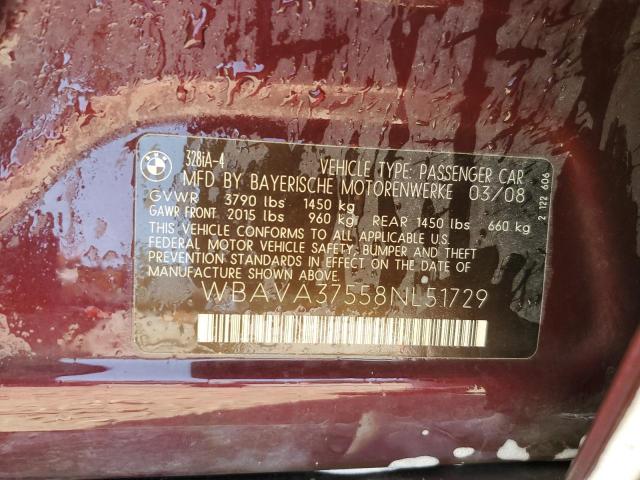 BMW
328iA-4
VEHICLE TYPE: PASSENGER CAR
MFD BY BAYERISCHE MOTORENWERKE 03/08
GVWR 3790 lbs 1450 kg
GAWR FRONT 2015 lbs 960 kg REAR 1450 lbs 660 kg
THIS VEHICLE CONFORMS TO ALL APPLICABLE U.S.
FEDERAL MOTOR VEHICLE SAFETY, BUMPER AND THEFT
PREVENTION STANDARDS IN EFFECT ON THE DATE OF
MANUFACTURE SHOWN ABOVE.
WBAVA37558NL51729
2 122 606